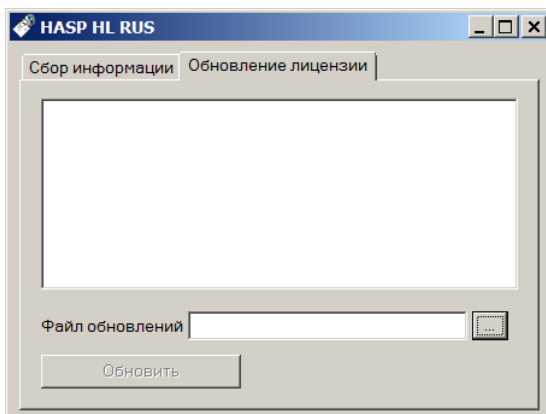 HASP HL RUS
Сбор информации Обновление лицензии
Файл обновлений ...
Обновить